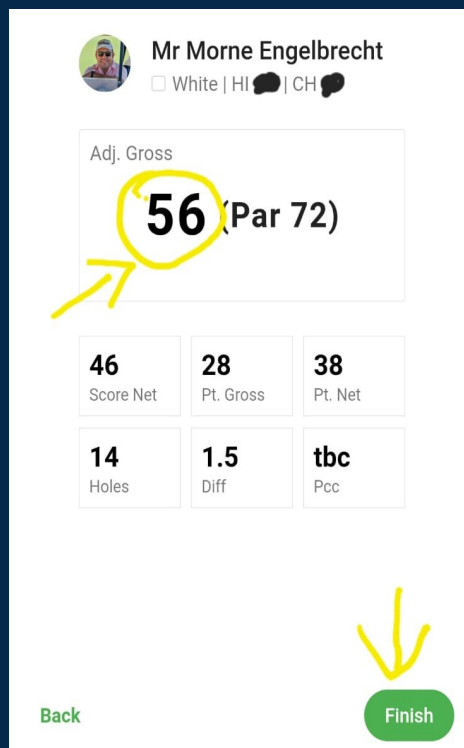 Mr Morne Engelbrecht
White | HI | CH
Adj. Gross
56 (Par 72)
46 28 38
Score Net Pt. Gross Pt. Net
14 1.5 tbc
Holes Diff Pcc
Back Finish